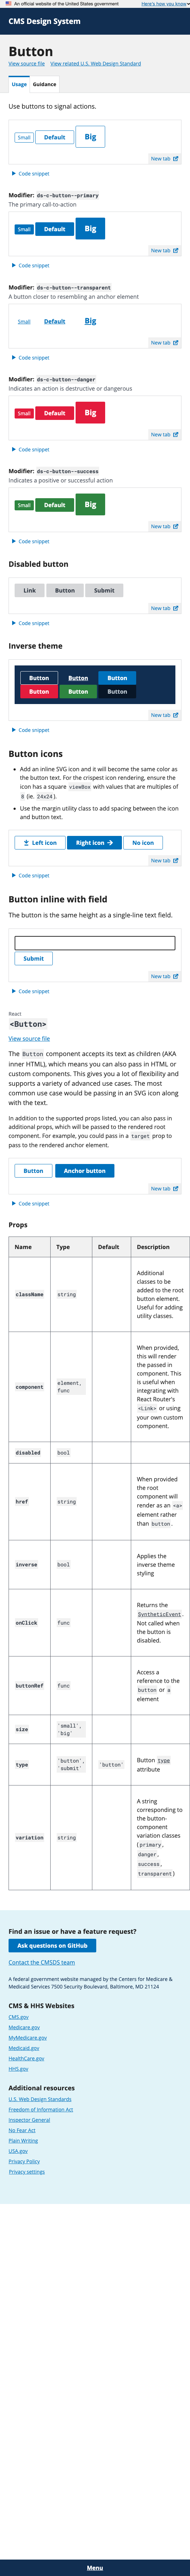 An official website of the United States government
Here's how you know
CMS Design System
Button
View source file View related U.S. Web Design Standard
Usage Guidance
Use buttons to signal actions.
Small Default Big
New tab
Code snippet
Modifier: ds-c-button--primary
The primary call-to-action
Small Default Big
New tab
Code snippet
Modifier: ds-c-button--transparent
A button closer to resembling an anchor element
Small Default Big
New tab
Code snippet
Modifier: ds-c-button--danger
Indicates an action is destructive or dangerous
Small Default Big
New tab
Code snippet
Modifier: ds-c-button--success
Indicates a positive or successful action
Small Default Big
New tab
Code snippet
Disabled button
Link Button Submit
New tab
Code snippet
Inverse theme
Button Button Button
Button Button Button
New tab
Code snippet
Button icons
Add an inline SVG icon and it will become the same color as
the button text. For the crispest icon rendering, ensure your
icon has a square viewBox with values that are multiples of
8 (ie. 24x24).
Use the margin utility class to add spacing between the icon
and button text.
Left icon Right icon No icon
New tab
Code snippet
Button inline with field
The button is the same height as a single-line text field.
Submit
New tab
Code snippet
React
<Button>
View source file
The Button component accepts its text as children (AKA
inner HTML), which means you can also pass in HTML or
custom components. This gives you a lot of flexibility and
supports a variety of advanced use cases. The most
common use case would be passing in an SVG icon along
with the text.
In addition to the supported props listed, you can also pass in
additional props, which will be passed to the rendered root
component. For example, you could pass in a target prop to
pass to the rendered anchor element.
Button Anchor button
New tab
Code snippet
Props
Name Type Default Description
className string
Additional
classes to be
added to the root
button element.
Useful for adding
utility classes.
component element,
func
When provided,
this will render
the passed in
component. This
is useful when
integrating with
React Router's
<Link> or using
your own custom
component.
disabled bool
href string
When provided
the root
component will
render as an <a>
element rather
than button.
inverse bool
Applies the
inverse theme
styling
onClick func
Returns the
SyntheticEvent.
Not called when
the button is
disabled.
buttonRef func
Access a
reference to the
button or a
element
size 'small',
'big'
type 'button',
'submit' 'button' Button type
attribute
variation string
A string
corresponding to
the button-
component
variation classes
(primary,
danger,
success,
transparent)
Find an issue or have a feature request?
Ask questions on GitHub
Contact the CMSDS team
A federal government website managed by the Centers for Medicare &
Medicaid Services 7500 Security Boulevard, Baltimore, MD 21124
CMS & HHS Websites
CMS.gov
Medicare.gov
MyMedicare.gov
Medicaid.gov
HealthCare.gov
HHS.gov
Additional resources
U.S. Web Design Standards
Freedom of Information Act
Inspector General
No Fear Act
Plain Writing
USA.gov
Privacy Policy
Privacy settings
Menu